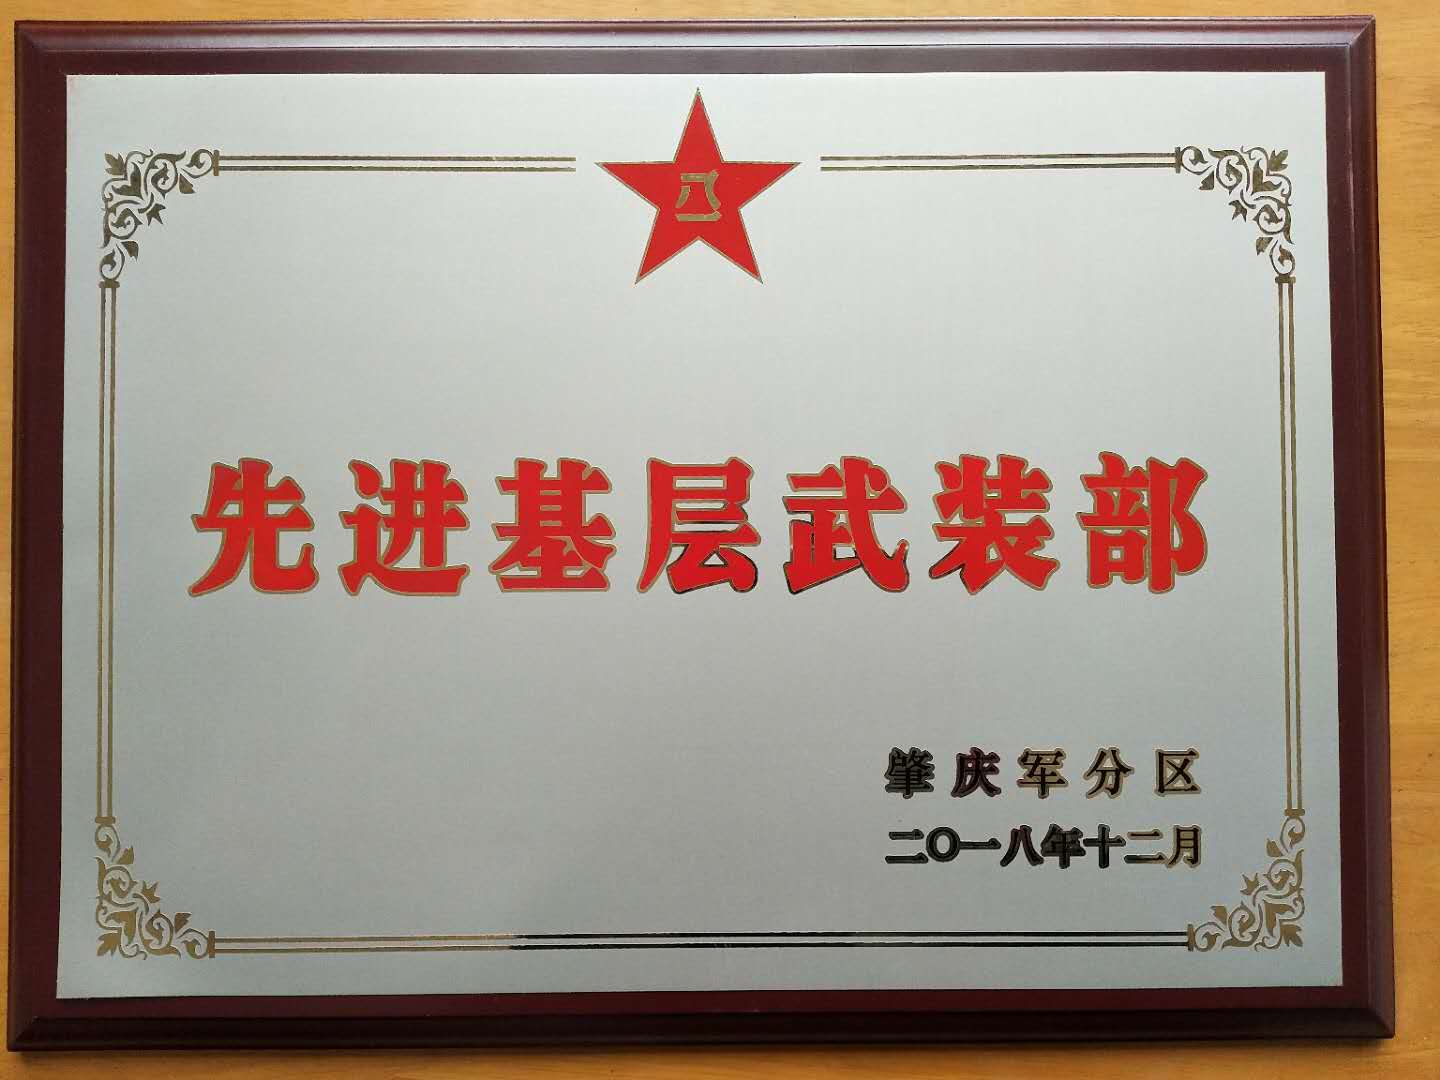 八一
先进基层武装部
肇庆军分区
二〇一八年十二月